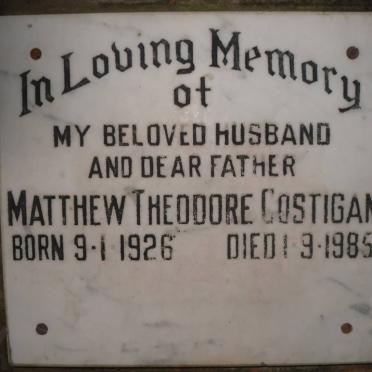 In Loving Memory
of
MY BELOVED HUSBAND
AND DEAR FATHER
MATTHEW THEODORE COSTIGAN
BORN 9·1·1926 DIED 1·9·1985